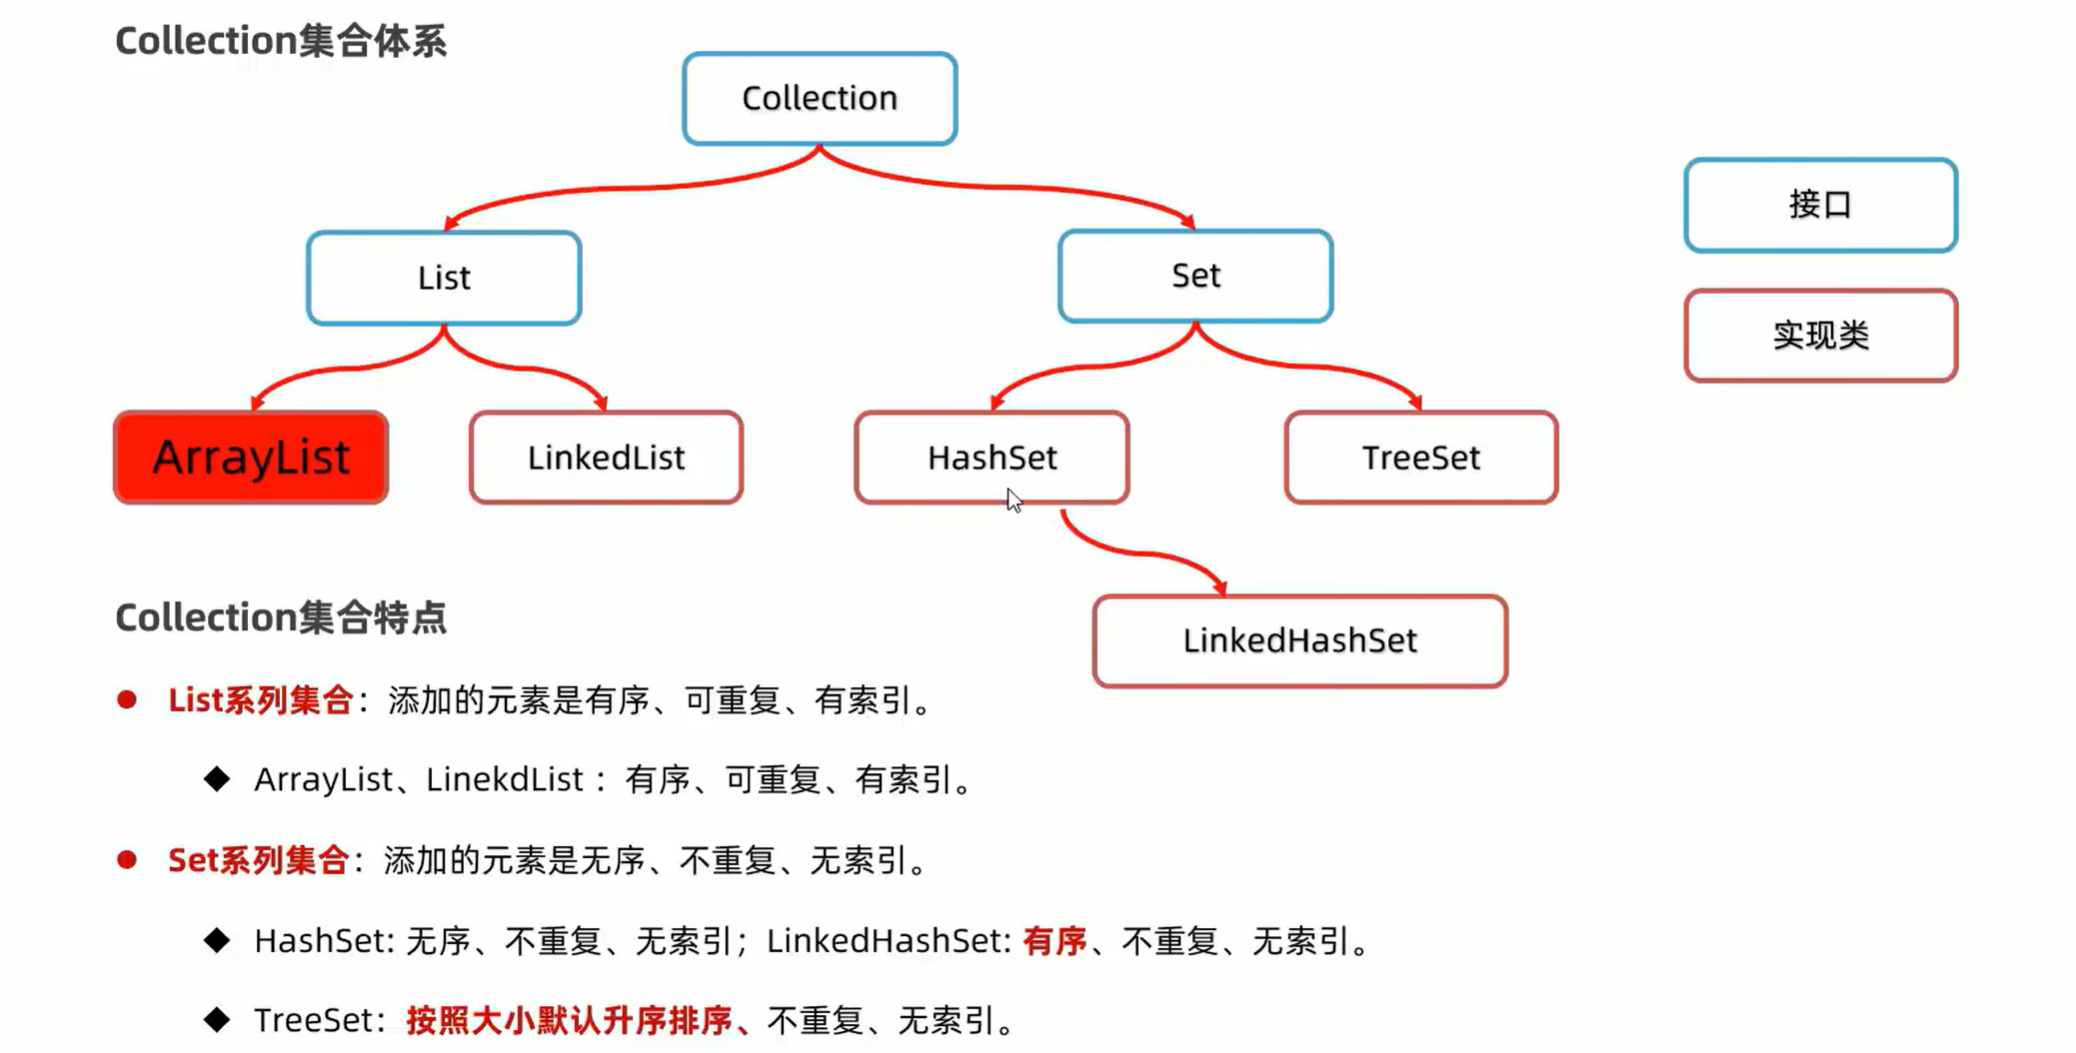 Collection集合体系
Collection
接口
List
Set
实现类
ArrayList
LinkedList
HashSet
TreeSet
LinkedHashSet
Collection集合特点
List系列集合：添加的元素是有序、可重复、有索引。
ArrayList、LinekdList ：有序、可重复、有索引。
Set系列集合：添加的元素是无序、不重复、无索引。
HashSet: 无序、不重复、无索引；LinkedHashSet: 有序、不重复、无索引。
TreeSet：按照大小默认升序排序、不重复、无索引。